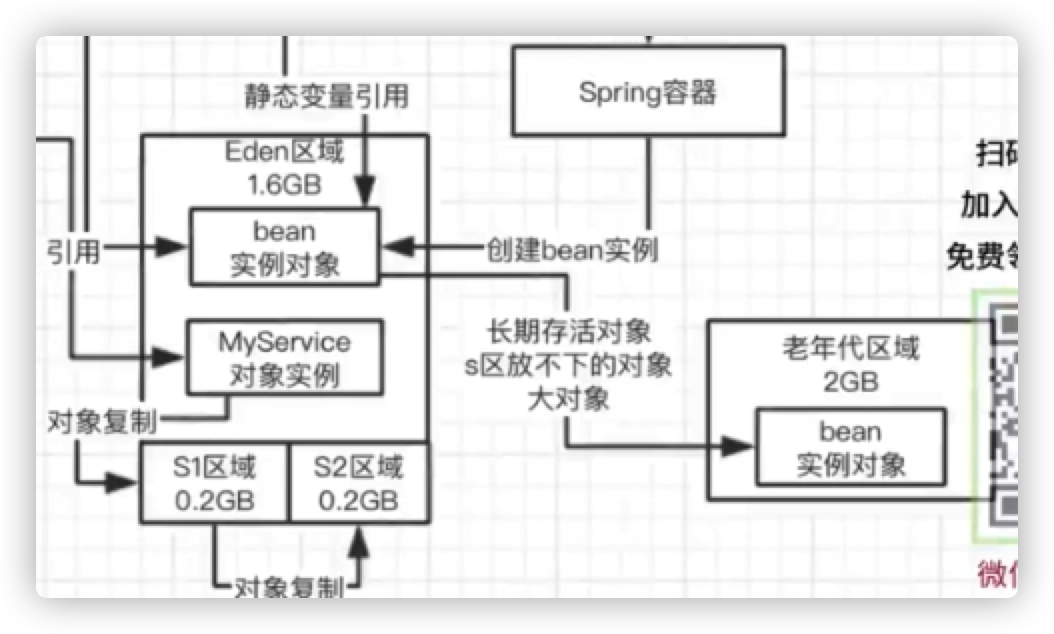 静态变量引用
Spring容器
Eden区域
1.6GB
bean
实例对象
引用
创建bean实例
MyService
对象实例
长期存活对象
s区放不下的对象
大对象
老年代区域
2GB
bean
实例对象
对象复制
S1区域
0.2GB
S2区域
0.2GB
对象复制
扫码
加入
免费领
微信